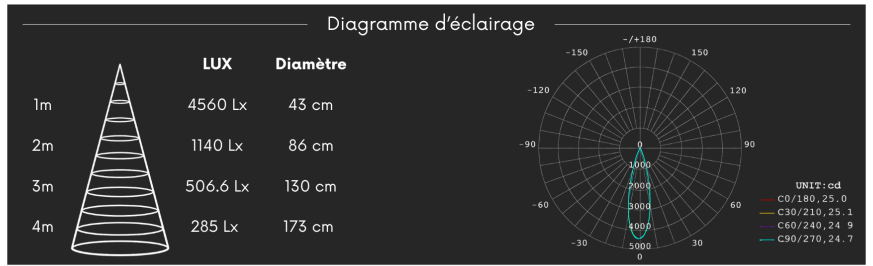 Diagramme d'éclairage
LUX Diamètre
1m 4560 Lx 43 cm
2m 1140 Lx 86 cm
3m 506.6 Lx 130 cm
4m 285 Lx 173 cm
-/+180
-150 150
-120 120
-90 0 90
1000
2000
-60 3000 60
4000
-30 5000 30
0
UNIT:cd
C0/180,25.0
C30/210,25.1
C60/240,24 9
C90/270,24.7